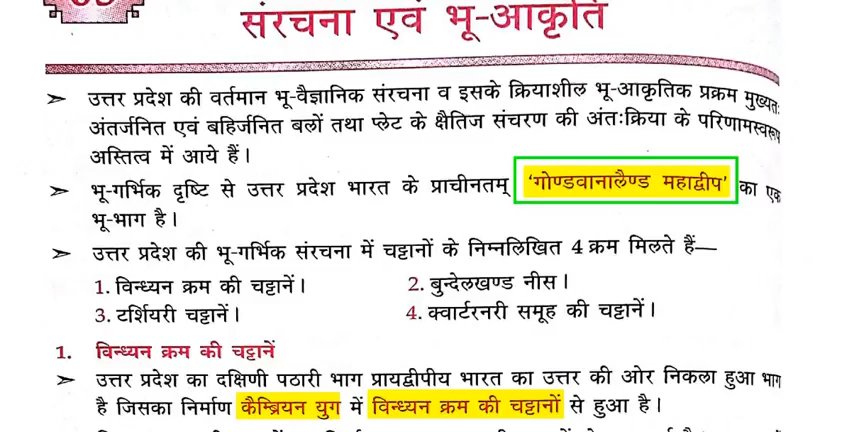 संरचना एवं भू-आकृति
➢ उत्तर प्रदेश की वर्तमान भू-वैज्ञानिक संरचना व इसके क्रियाशील भू-आकृतिक प्रक्रम मुख्यतः
अंतर्जनित एवं बहिर्जनित बलों तथा प्लेट के क्षैतिज संचरण की अंतःक्रिया के परिणामस्वरूप
अस्तित्व में आये हैं।
➢ भू-गर्भिक दृष्टि से उत्तर प्रदेश भारत के प्राचीनतम् ‘गोण्डवानालैण्ड महाद्वीप’ का एक
भू-भाग है।
➢ उत्तर प्रदेश की भू-गर्भिक संरचना में चट्टानों के निम्नलिखित 4 क्रम मिलते हैं—
1. विन्ध्यन क्रम की चट्टानें। 2. बुन्देलखण्ड नीस।
3. टर्शियरी चट्टानें। 4. क्वार्टरनरी समूह की चट्टानें।
1. विन्ध्यन क्रम की चट्टानें
➢ उत्तर प्रदेश का दक्षिणी पठारी भाग प्रायद्वीपीय भारत का उत्तर की ओर निकला हुआ भाग
है जिसका निर्माण कैम्ब्रियन युग में विन्ध्यन क्रम की चट्टानों से हुआ है।